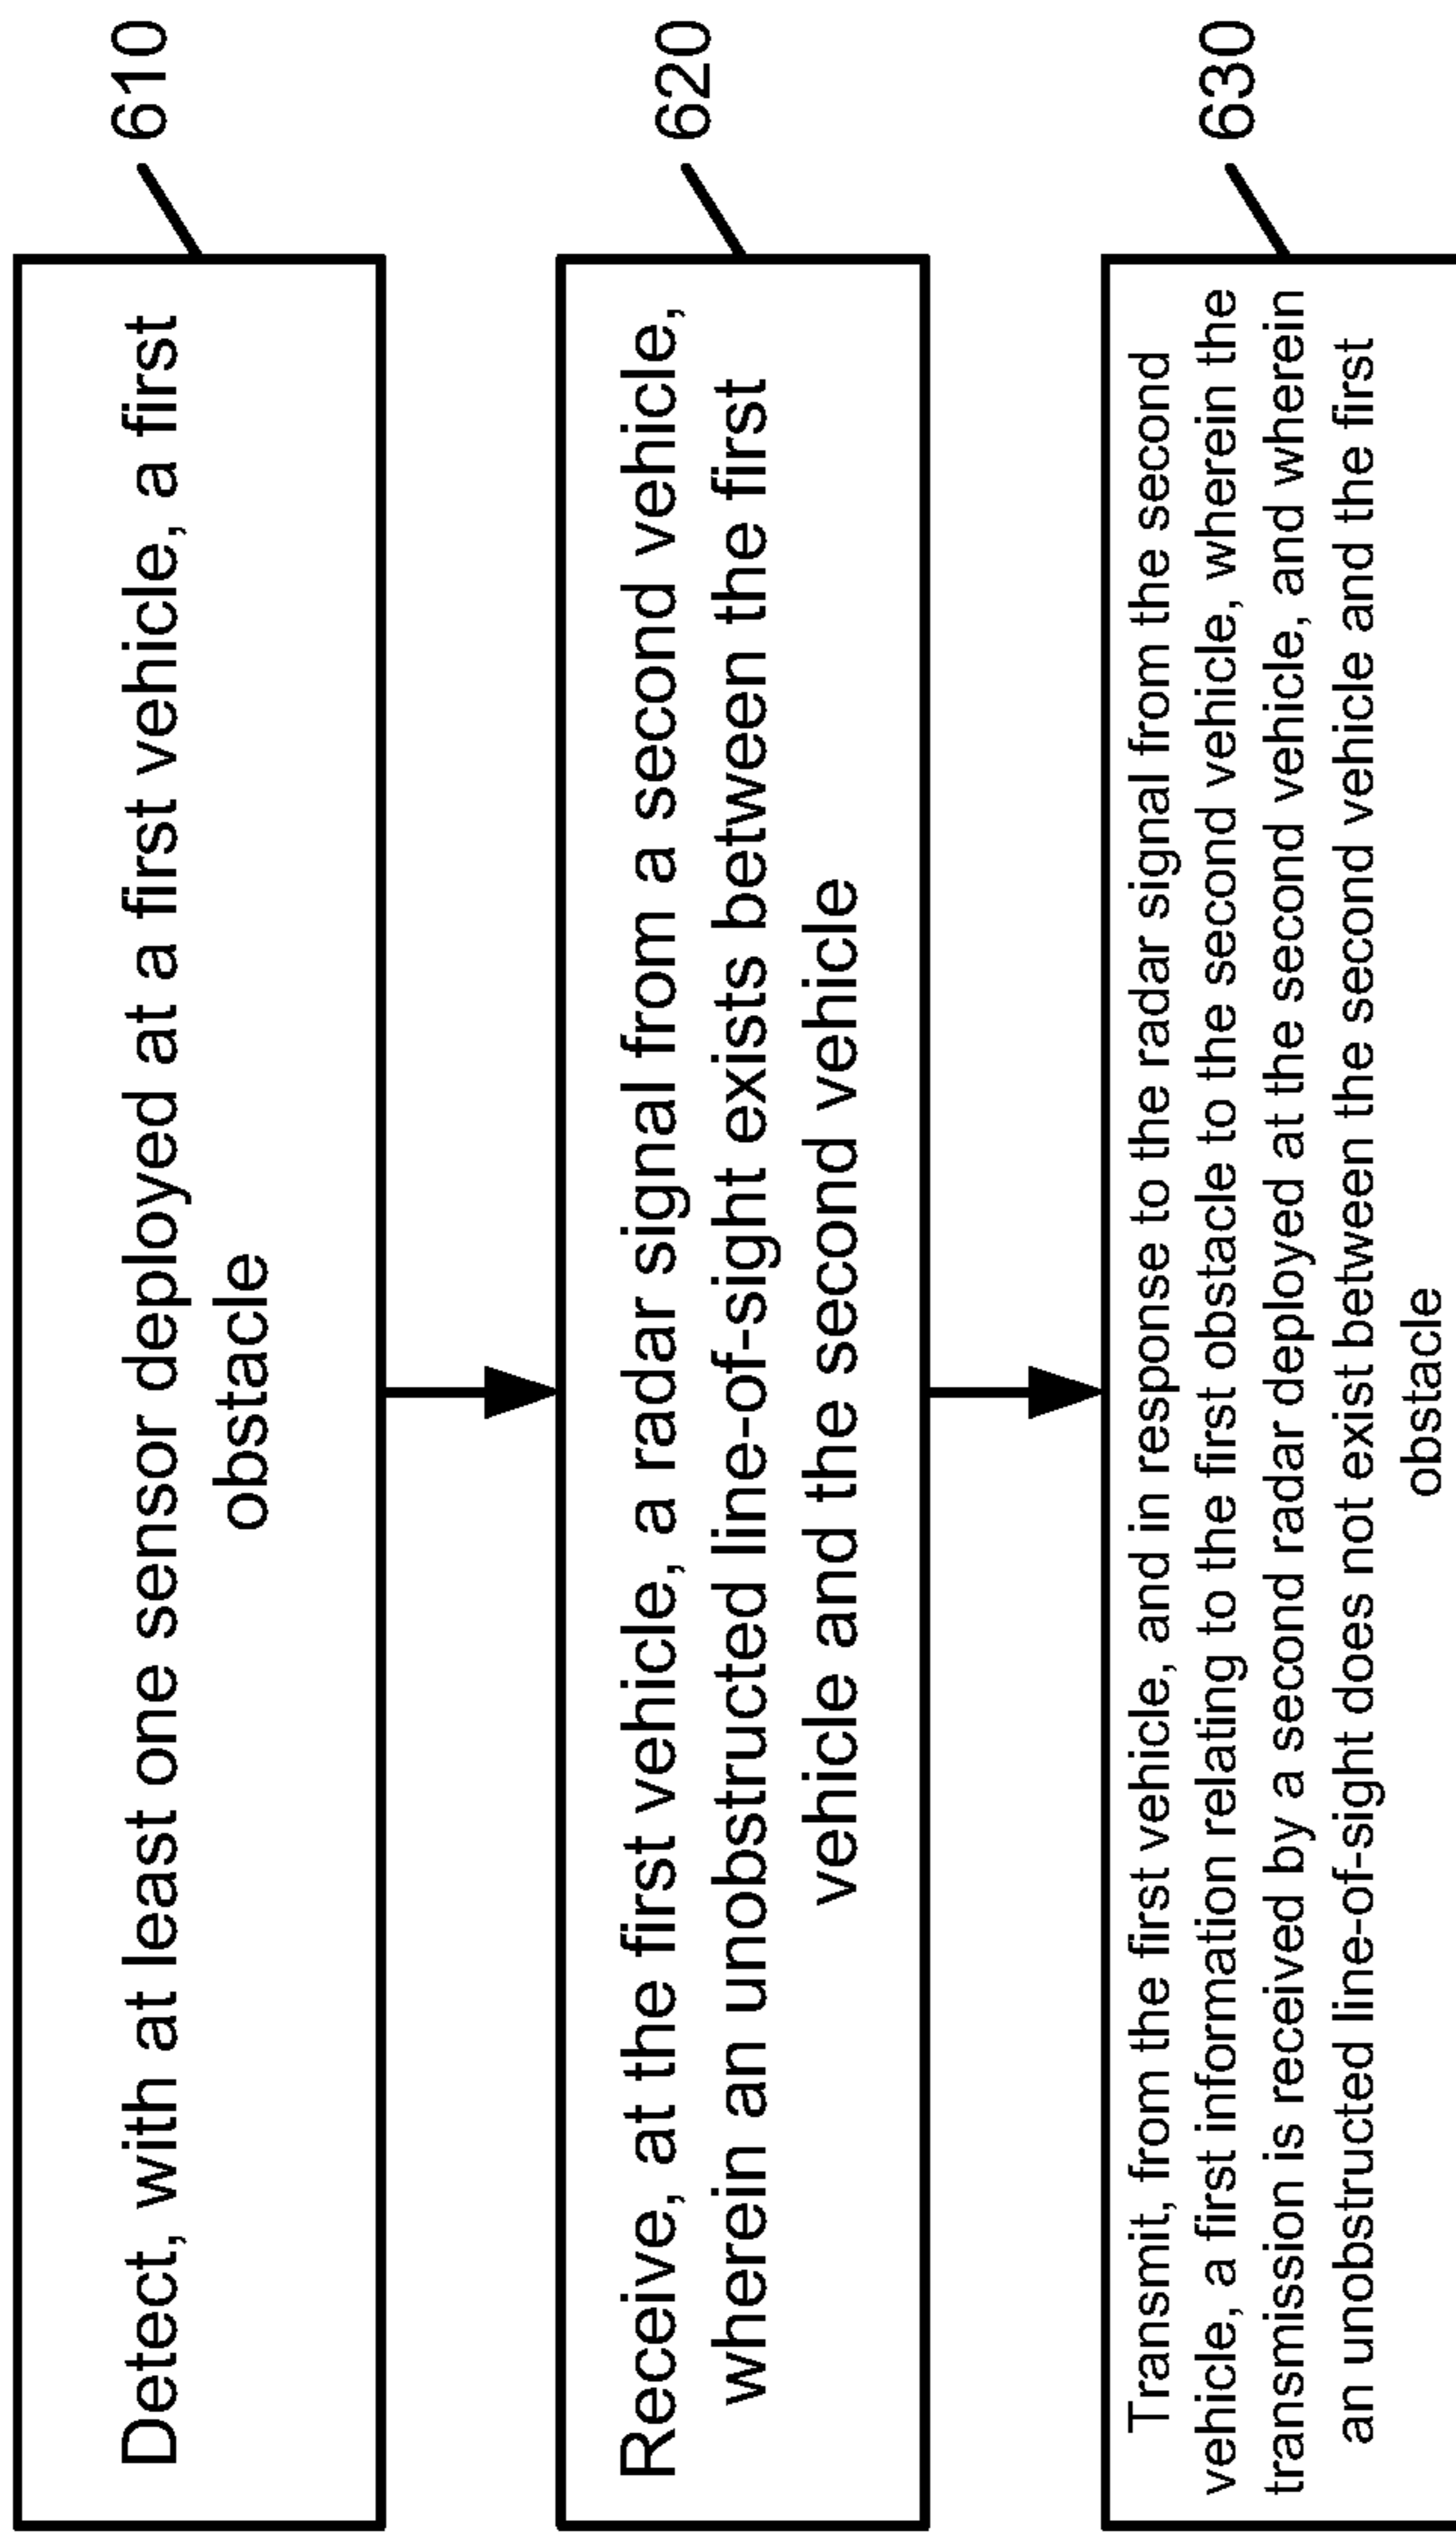 Detect, with at least one sensor deployed at a first vehicle, a first
obstacle
610
Receive, at the first vehicle, a radar signal from a second vehicle,
wherein an unobstructed line-of-sight exists between the first
vehicle and the second vehicle
620
Transmit, from the first vehicle, and in response to the radar signal from the second
vehicle, a first information relating to the first obstacle to the second vehicle, wherein the
transmission is received by a second radar deployed at the second vehicle, and wherein
an unobstructed line-of-sight does not exist between the second vehicle and the first
obstacle
630